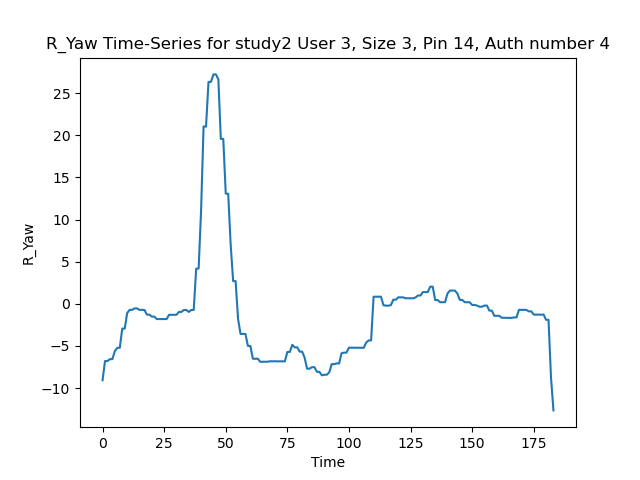 R_Yaw Time-Series for study2 User 3, Size 3, Pin 14, Auth number 4
25
20
15
10
5
0
−5
−10
R_Yaw
0 25 50 75 100 125 150 175
Time